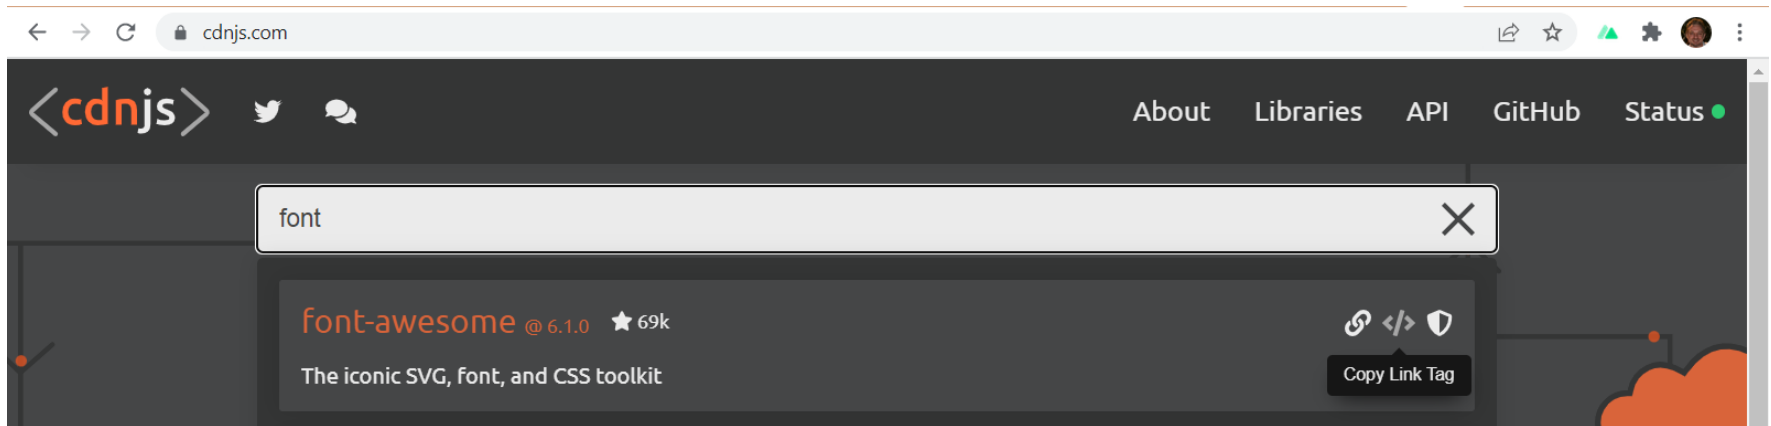 cdnjs.com
<cdnjs>
About Libraries API GitHub Status
font
font-awesome @ 6.1.0 69k
The iconic SVG, font, and CSS toolkit
Copy Link Tag